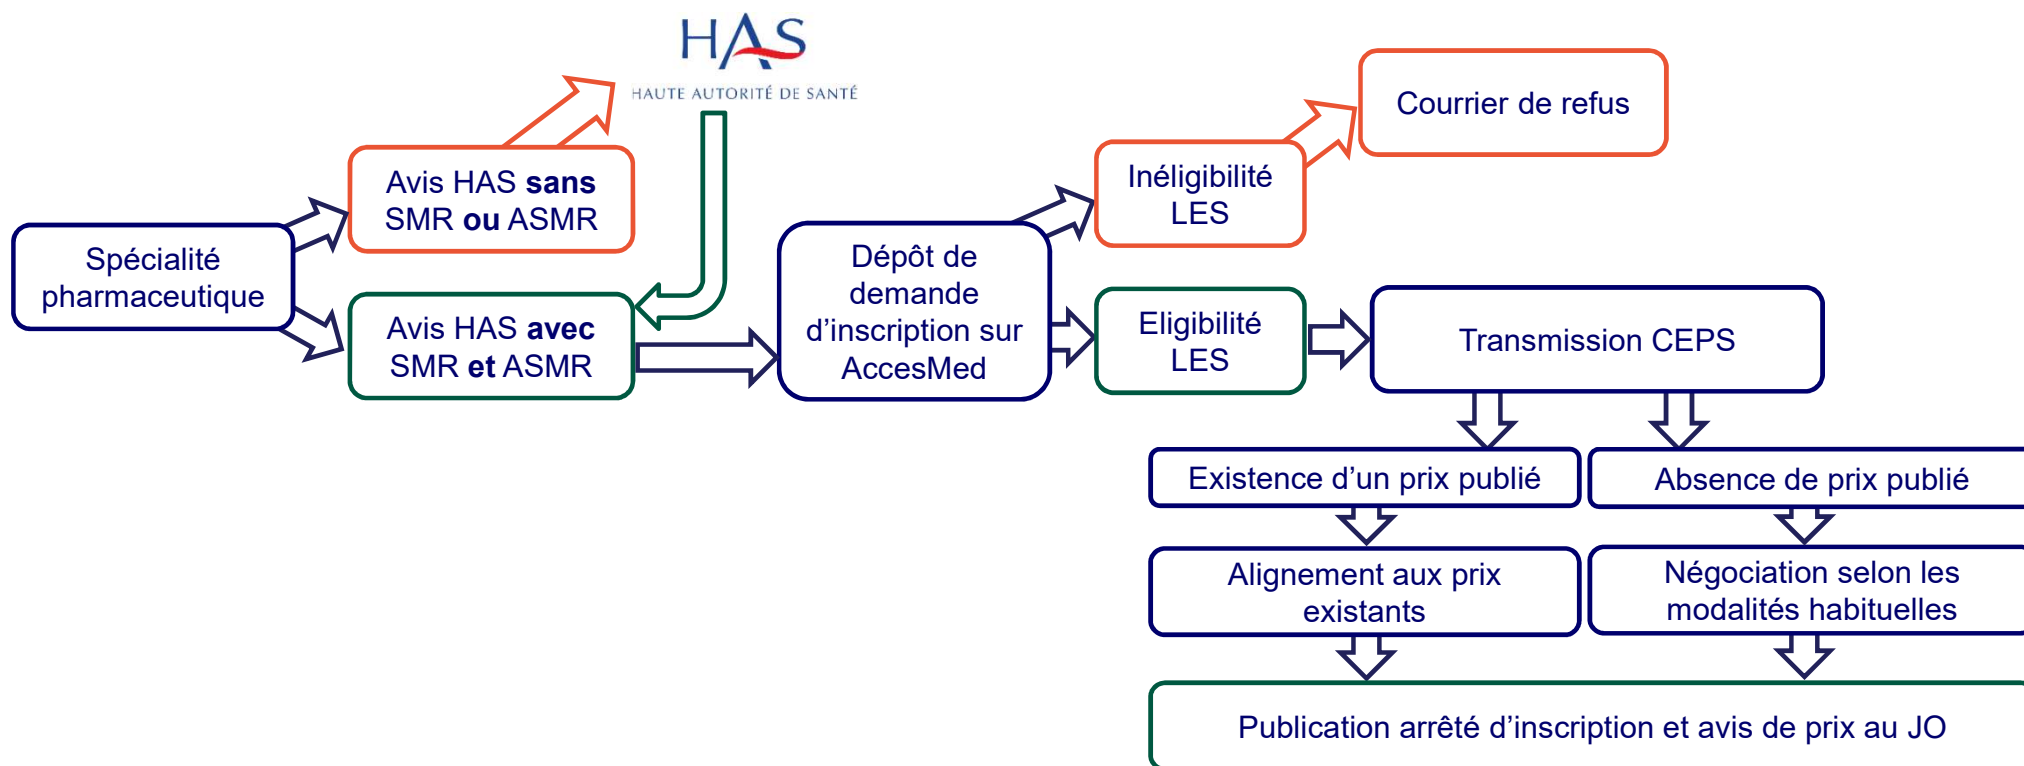 HAS
HAUTE AUTORITÉ DE SANTÉ
Spécialité
pharmaceutique
Avis HAS sans
SMR ou ASMR
Avis HAS avec
SMR et ASMR
Dépôt de
demande
d’inscription sur
AccesMed
Inéligibilité
LES
Courrier de refus
Eligibilité
LES
Transmission CEPS
Existence d’un prix publié
Absence de prix publié
Alignement aux prix
existants
Négociation selon les
modalités habituelles
Publication arrêté d’inscription et avis de prix au JO